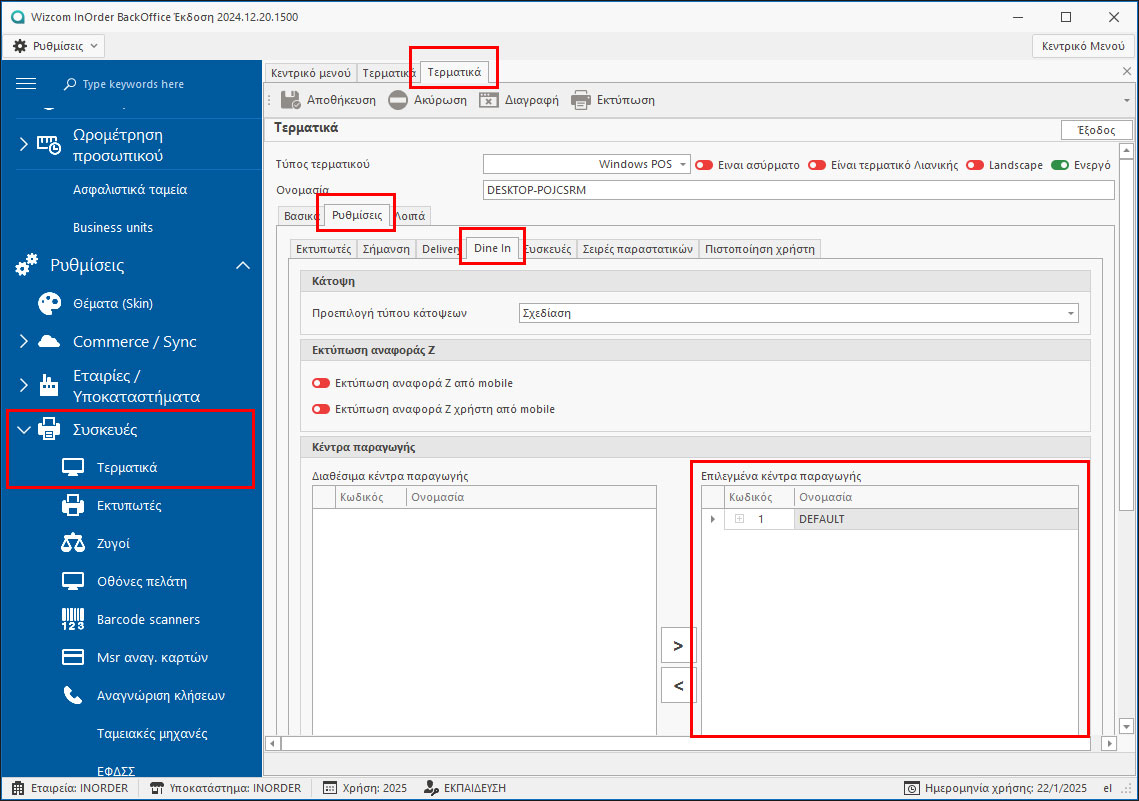 Wizcom InOrder BackOffice Έκδοση 2024.12.20.1500
Ρυθμίσεις
Κεντρικό Μενού
Type keywords here
Ωρομέτρηση
προσωπικού
Ασφαλιστικά ταμεία
Business units
Ρυθμίσεις
Θέματα (Skin)
Commerce / Sync
Εταιρίες /
Υποκαταστήματα
Συσκευές
Τερματικά
Εκτυπωτές
Ζυγοί
Οθόνες πελάτη
Barcode scanners
Msr αναγ. καρτών
Αναγνώριση κλήσεων
Ταμειακές μηχανές
ΕΦΔΣΣ
Κεντρικό μενού Τερματικά Τερματικά
Αποθήκευση Ακύρωση Διαγραφή Εκτύπωση
Τερματικά Έξοδος
Τύπος τερματικού Windows POS Ειναι ασύρματο Είναι τερματικό Λιανικής Landscape Ενεργό
Ονομασία DESKTOP-POJCSRM
Βασικά Ρυθμίσεις Λοιπά
Εκτυπωτές Σήμανση Delivery Dine In Συσκευές Σειρές παραστατικών Πιστοποίηση χρήστη
Κάτοψη
Προεπιλογή τύπου κάτοψεων Σχεδίαση
Εκτύπωση αναφοράς Ζ
Εκτύπωση αναφορά Ζ από mobile
Εκτύπωση αναφορά Ζ χρήστη από mobile
Κέντρα παραγωγής
Διαθέσιμα κέντρα παραγωγής
Κωδικός Ονομασία
>
<
Επιλεγμένα κέντρα παραγωγής
Κωδικός Ονομασία
1 DEFAULT
Εταιρεία: INORDER Υποκατάστημα: INORDER Χρήση: 2025 ΕΚΠΑΙΔΕΥΣΗ Ημερομηνία χρήσης: 22/1/2025 el